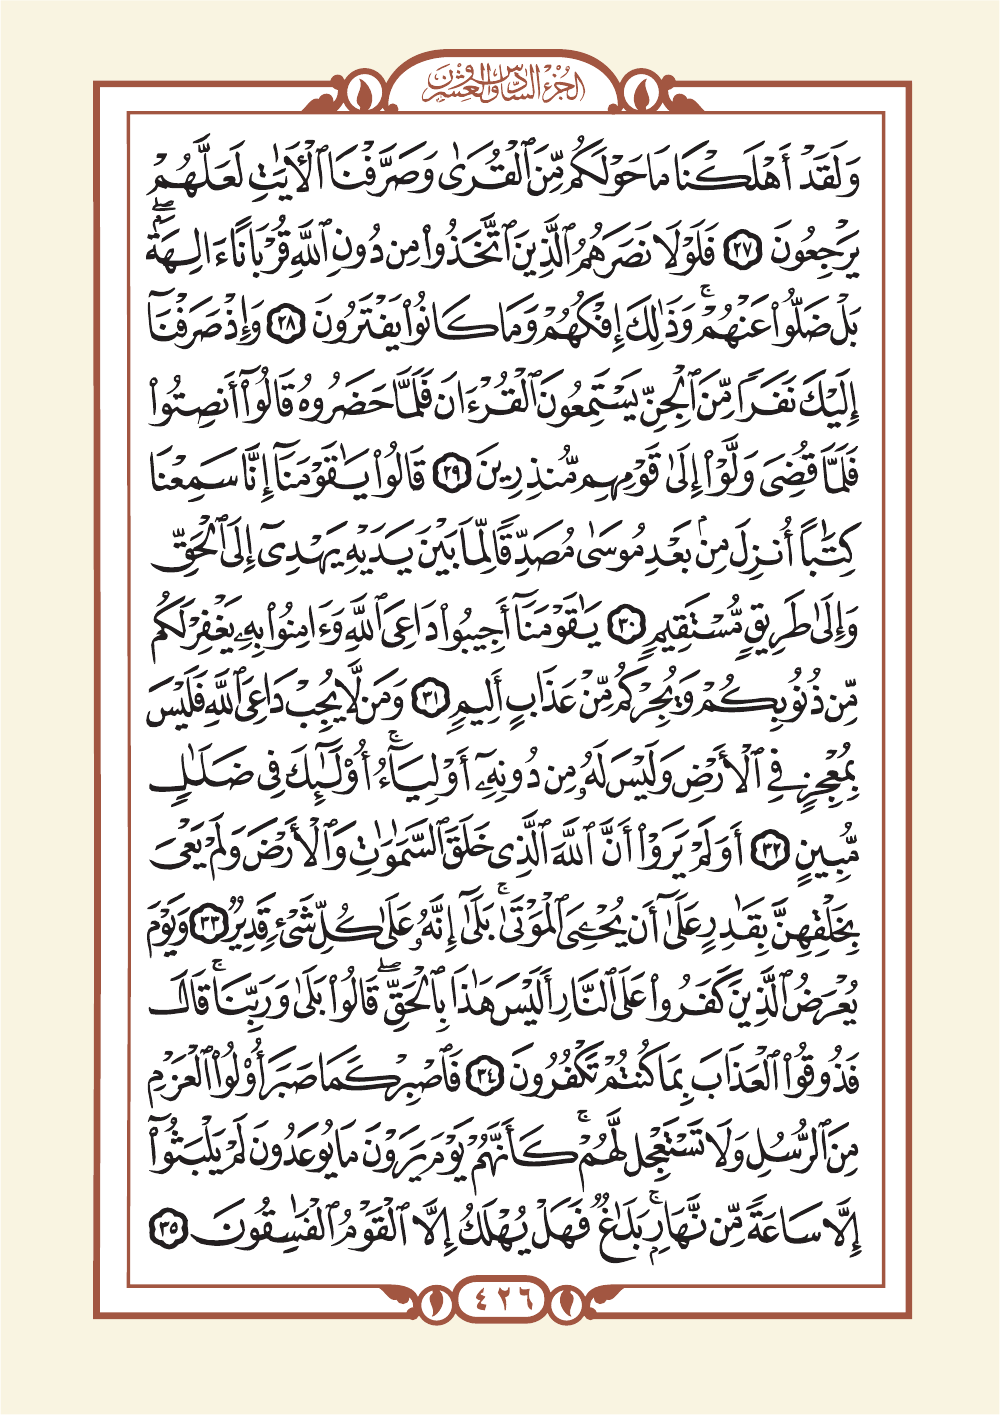 الجزء السادس والعشرون
وَلَقَدْ أَهْلَكْنَا مَا حَوْلَكُم مِّنَ ٱلْقُرَىٰ وَصَرَّفْنَا ٱلْأَيَٰتِ لَعَلَّهُمْ
يَرْجِعُونَ ٢٧ فَلَوْلَا نَصَرَهُمُ ٱلَّذِينَ ٱتَّخَذُوا۟ مِن دُونِ ٱللَّهِ قُرْبَانًا ءَالِهَةًۢ ۖ
بَلْ ضَلُّوا۟ عَنْهُمْ ۚ وَذَٰلِكَ إِفْكُهُمْ وَمَا كَانُوا۟ يَفْتَرُونَ ٢٨ وَإِذْ صَرَفْنَآ
إِلَيْكَ نَفَرًا مِّنَ ٱلْجِنِّ يَسْتَمِعُونَ ٱلْقُرْءَانَ فَلَمَّا حَضَرُوهُ قَالُوٓا۟ أَنصِتُوا۟
فَلَمَّا قُضِىَ وَلَّوْا۟ إِلَىٰ قَوْمِهِم مُّنذِرِينَ ٢٩ قَالُوا۟ يَٰقَوْمَنَآ إِنَّا سَمِعْنَا
كِتَٰبًا أُنزِلَ مِنۢ بَعْدِ مُوسَىٰ مُصَدِّقًا لِّمَا بَيْنَ يَدَيْهِ يَهْدِىٓ إِلَى ٱلْحَقِّ
وَإِلَىٰ طَرِيقٍ مُّسْتَقِيمٍ ٣٠ يَٰقَوْمَنَآ أَجِيبُوا۟ دَاعِىَ ٱللَّهِ وَءَامِنُوا۟ بِهِۦ يَغْفِرْ لَكُم
مِّن ذُنُوبِكُمْ وَيُجِرْكُم مِّنْ عَذَابٍ أَلِيمٍ ٣١ وَمَن لَّا يُجِبْ دَاعِىَ ٱللَّهِ فَلَيْسَ
بِمُعْجِزٍ فِى ٱلْأَرْضِ وَلَيْسَ لَهُۥ مِن دُونِهِۦٓ أَوْلِيَآءُ ۚ أُو۟لَٰٓئِكَ فِى ضَلَٰلٍ
مُّبِينٍ ٣٢ أَوَلَمْ يَرَوْا۟ أَنَّ ٱللَّهَ ٱلَّذِى خَلَقَ ٱلسَّمَٰوَٰتِ وَٱلْأَرْضَ وَلَمْ يَعْىَ
بِخَلْقِهِنَّ بِقَٰدِرٍ عَلَىٰٓ أَن يُحْـِۧىَ ٱلْمَوْتَىٰ ۚ بَلَىٰٓ إِنَّهُۥ عَلَىٰ كُلِّ شَىْءٍ قَدِيرٌ ٣٣ وَيَوْمَ
يُعْرَضُ ٱلَّذِينَ كَفَرُوا۟ عَلَى ٱلنَّارِ أَلَيْسَ هَٰذَا بِٱلْحَقِّ ۖ قَالُوا۟ بَلَىٰ وَرَبِّنَا ۚ قَالَ
فَذُوقُوا۟ ٱلْعَذَابَ بِمَا كُنتُمْ تَكْفُرُونَ ٣٤ فَٱصْبِرْ كَمَا صَبَرَ أُو۟لُوا۟ ٱلْعَزْمِ
مِنَ ٱلرُّسُلِ وَلَا تَسْتَعْجِل لَّهُمْ ۚ كَأَنَّهُمْ يَوْمَ يَرَوْنَ مَا يُوعَدُونَ لَمْ يَلْبَثُوٓا۟
إِلَّا سَاعَةً مِّن نَّهَارٍۭ ۚ بَلَٰغٌ ۚ فَهَلْ يُهْلَكُ إِلَّا ٱلْقَوْمُ ٱلْفَٰسِقُونَ ٣٥
٤٢٦